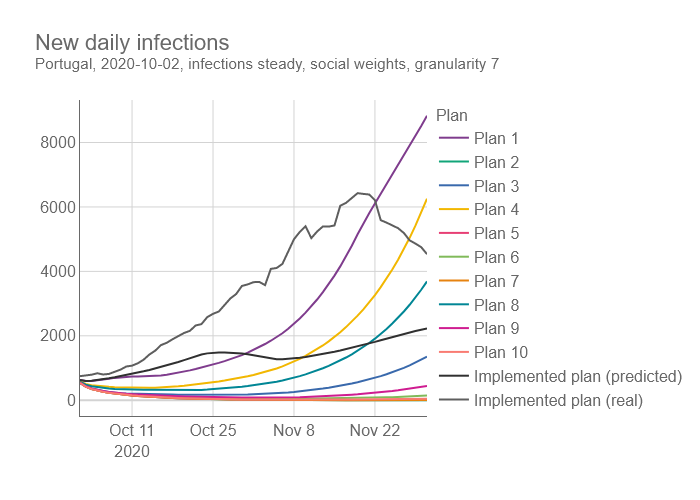 New daily infections
Portugal, 2020-10-02, infections steady, social weights, granularity 7
8000
6000
4000
2000
0
Oct 11
2020
Oct 25
Nov 8
Nov 22
Plan
Plan 1
Plan 2
Plan 3
Plan 4
Plan 5
Plan 6
Plan 7
Plan 8
Plan 9
Plan 10
Implemented plan (predicted)
Implemented plan (real)